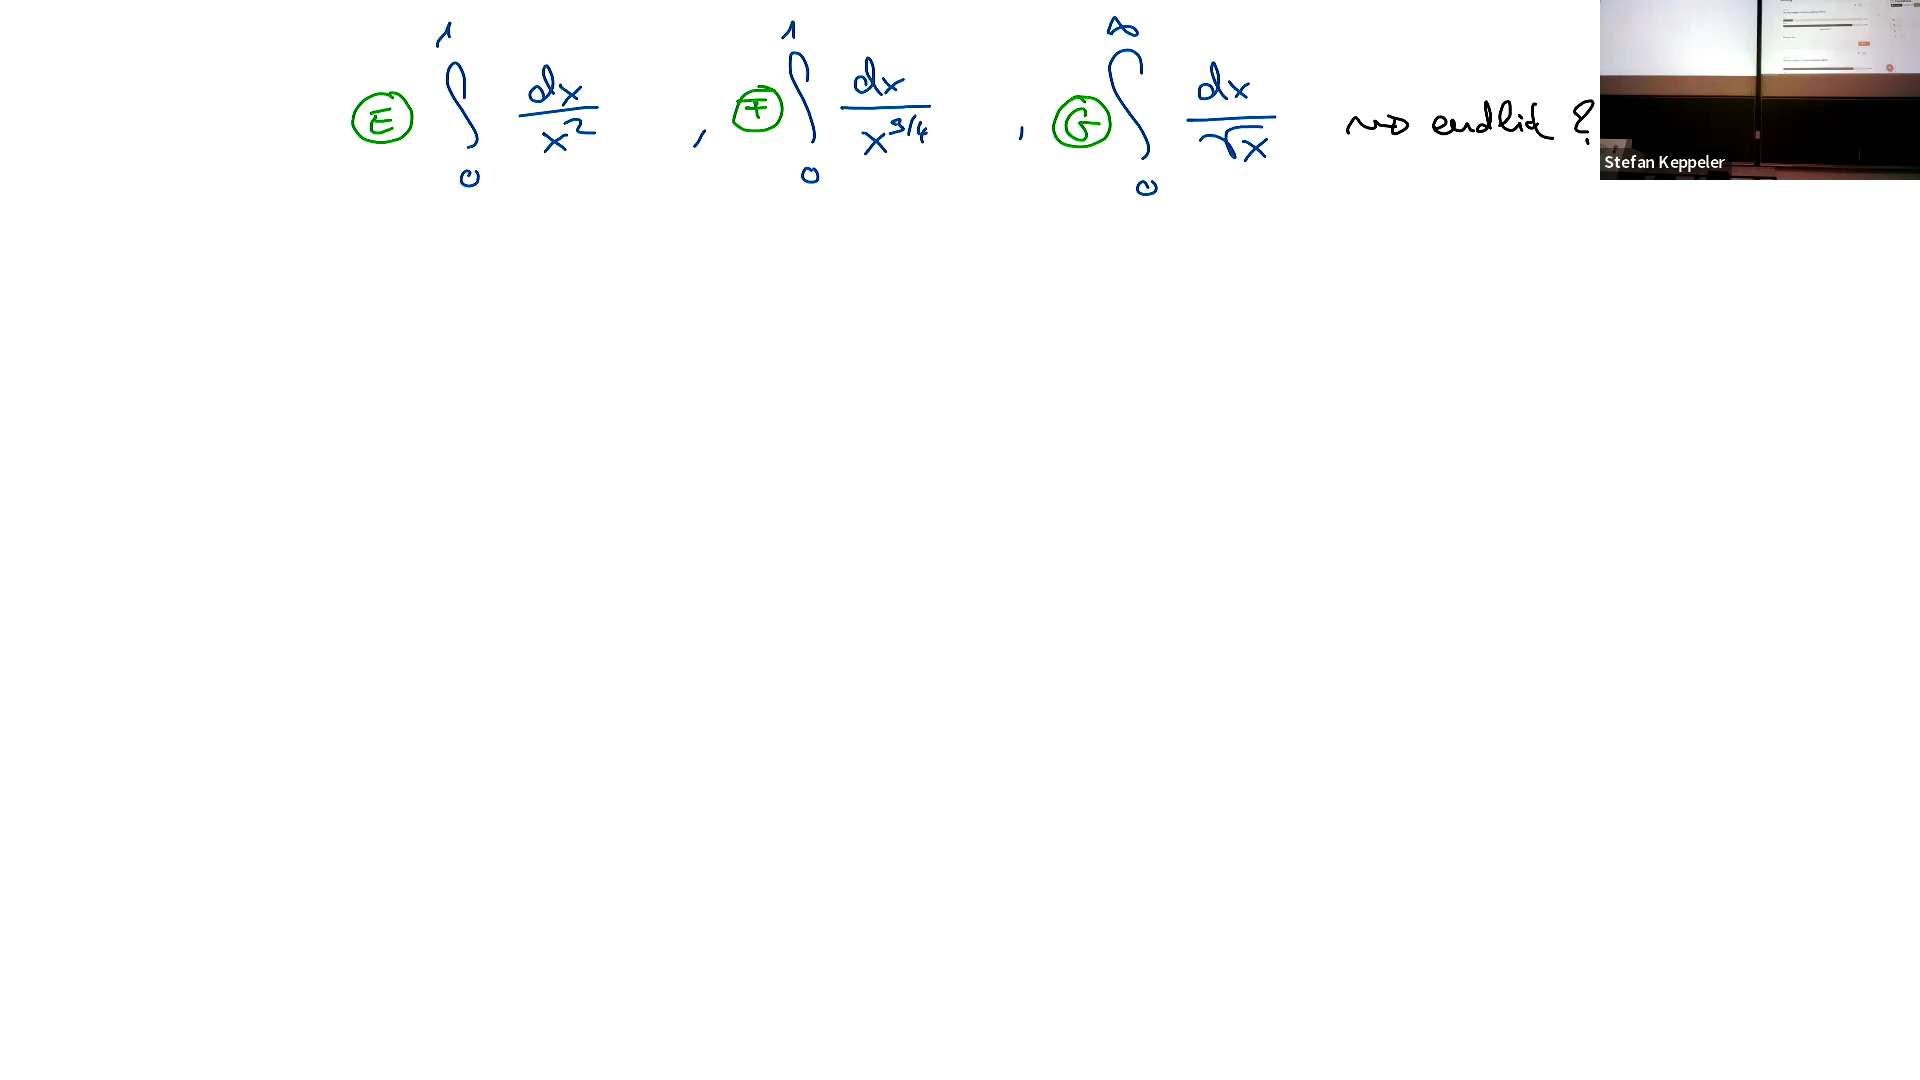 Ⓔ ∫₀¹ dx/x² , Ⓕ ∫₀¹ dx/x^{3/4} , Ⓖ ∫₀^∞ dx/√x ⇝ endlich ?
Stefan Keppeler